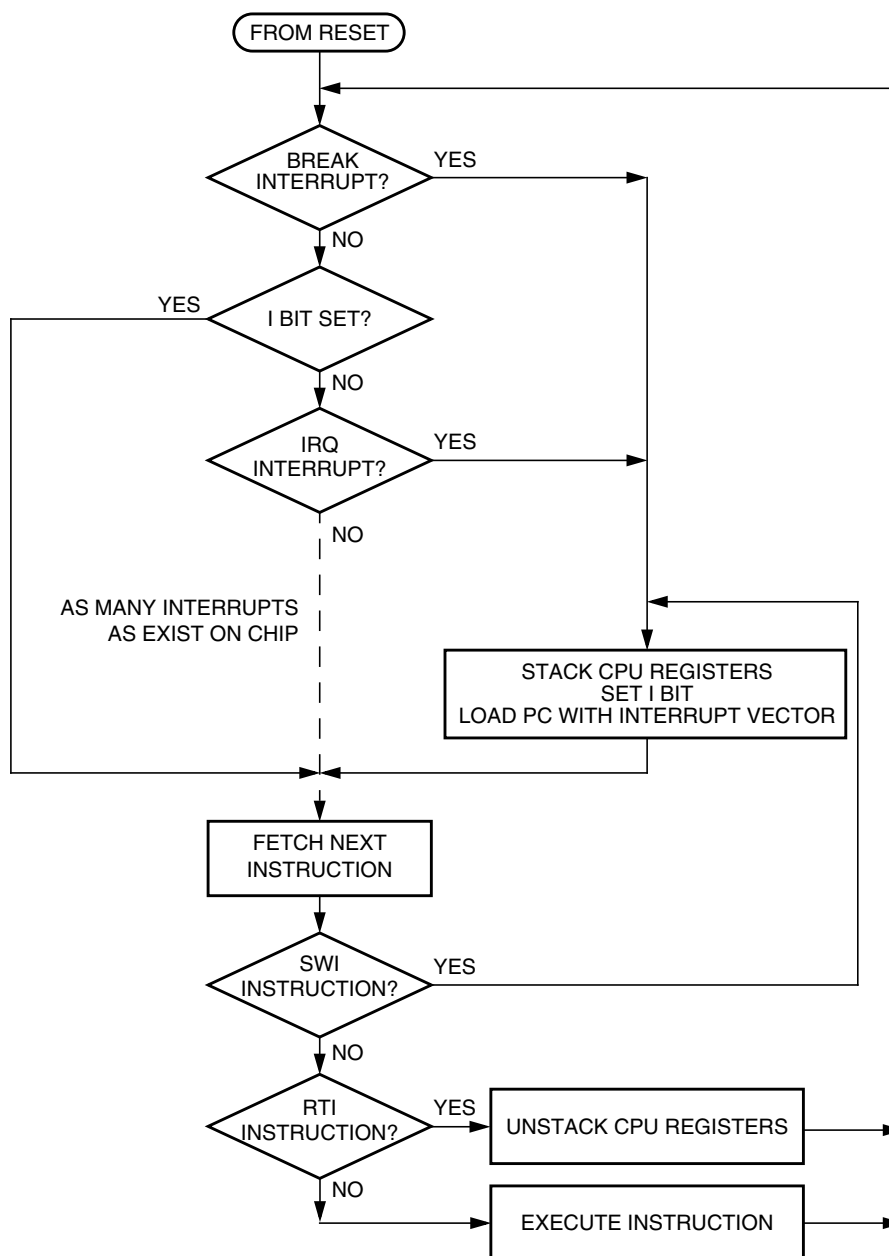 FROM RESET
BREAK
INTERRUPT?
YES
NO
YES
I BIT SET?
NO
IRQ
INTERRUPT?
YES
NO
AS MANY INTERRUPTS
AS EXIST ON CHIP
STACK CPU REGISTERS
SET I BIT
LOAD PC WITH INTERRUPT VECTOR
FETCH NEXT
INSTRUCTION
SWI
INSTRUCTION?
YES
NO
RTI
INSTRUCTION?
YES
UNSTACK CPU REGISTERS
NO
EXECUTE INSTRUCTION